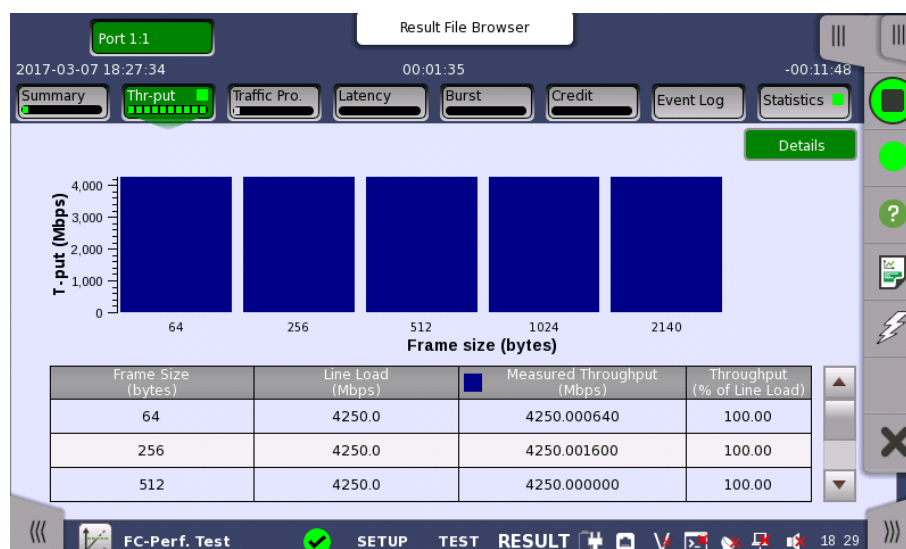 Port 1:1
Result File Browser
2017-03-07 18:27:34 00:01:35 -00:11:48
Summary Thr-put Traffic Pro. Latency Burst Credit Event Log Statistics
Details
T-put (Mbps)
4,000
3,000
2,000
1,000
0
64 256 512 1024 2140
Frame size (bytes)
Frame Size (bytes) Line Load (Mbps) Measured Throughput (Mbps) Throughput (% of Line Load)
64 4250.0 4250.000640 100.00
256 4250.0 4250.001600 100.00
512 4250.0 4250.000000 100.00
FC-Perf. Test SETUP TEST RESULT 18 29